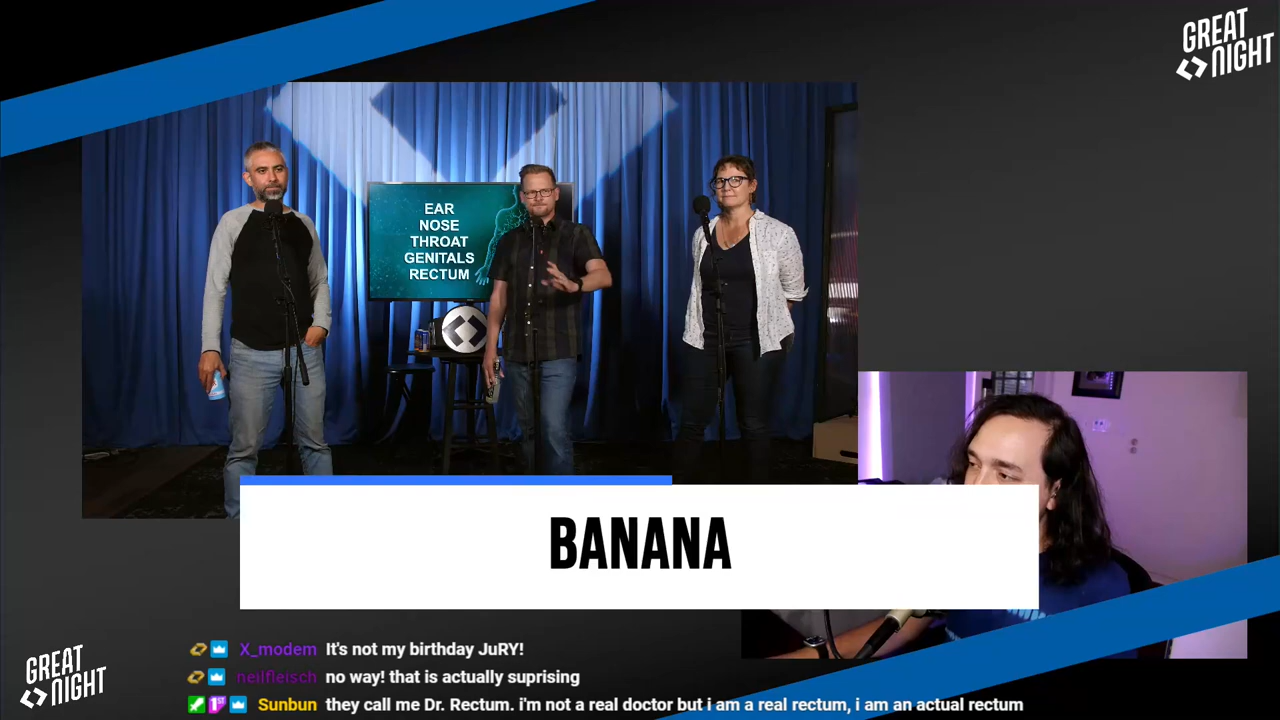 GREAT
NIGHT
EAR
NOSE
THROAT
GENITALS
RECTUM
BANANA
GREAT
NIGHT
X_modem It's not my birthday JuRY!
neilfleisch no way! that is actually suprising
1ST Sunbun they call me Dr. Rectum. i'm not a real doctor but i am a real rectum, i am an actual rectum